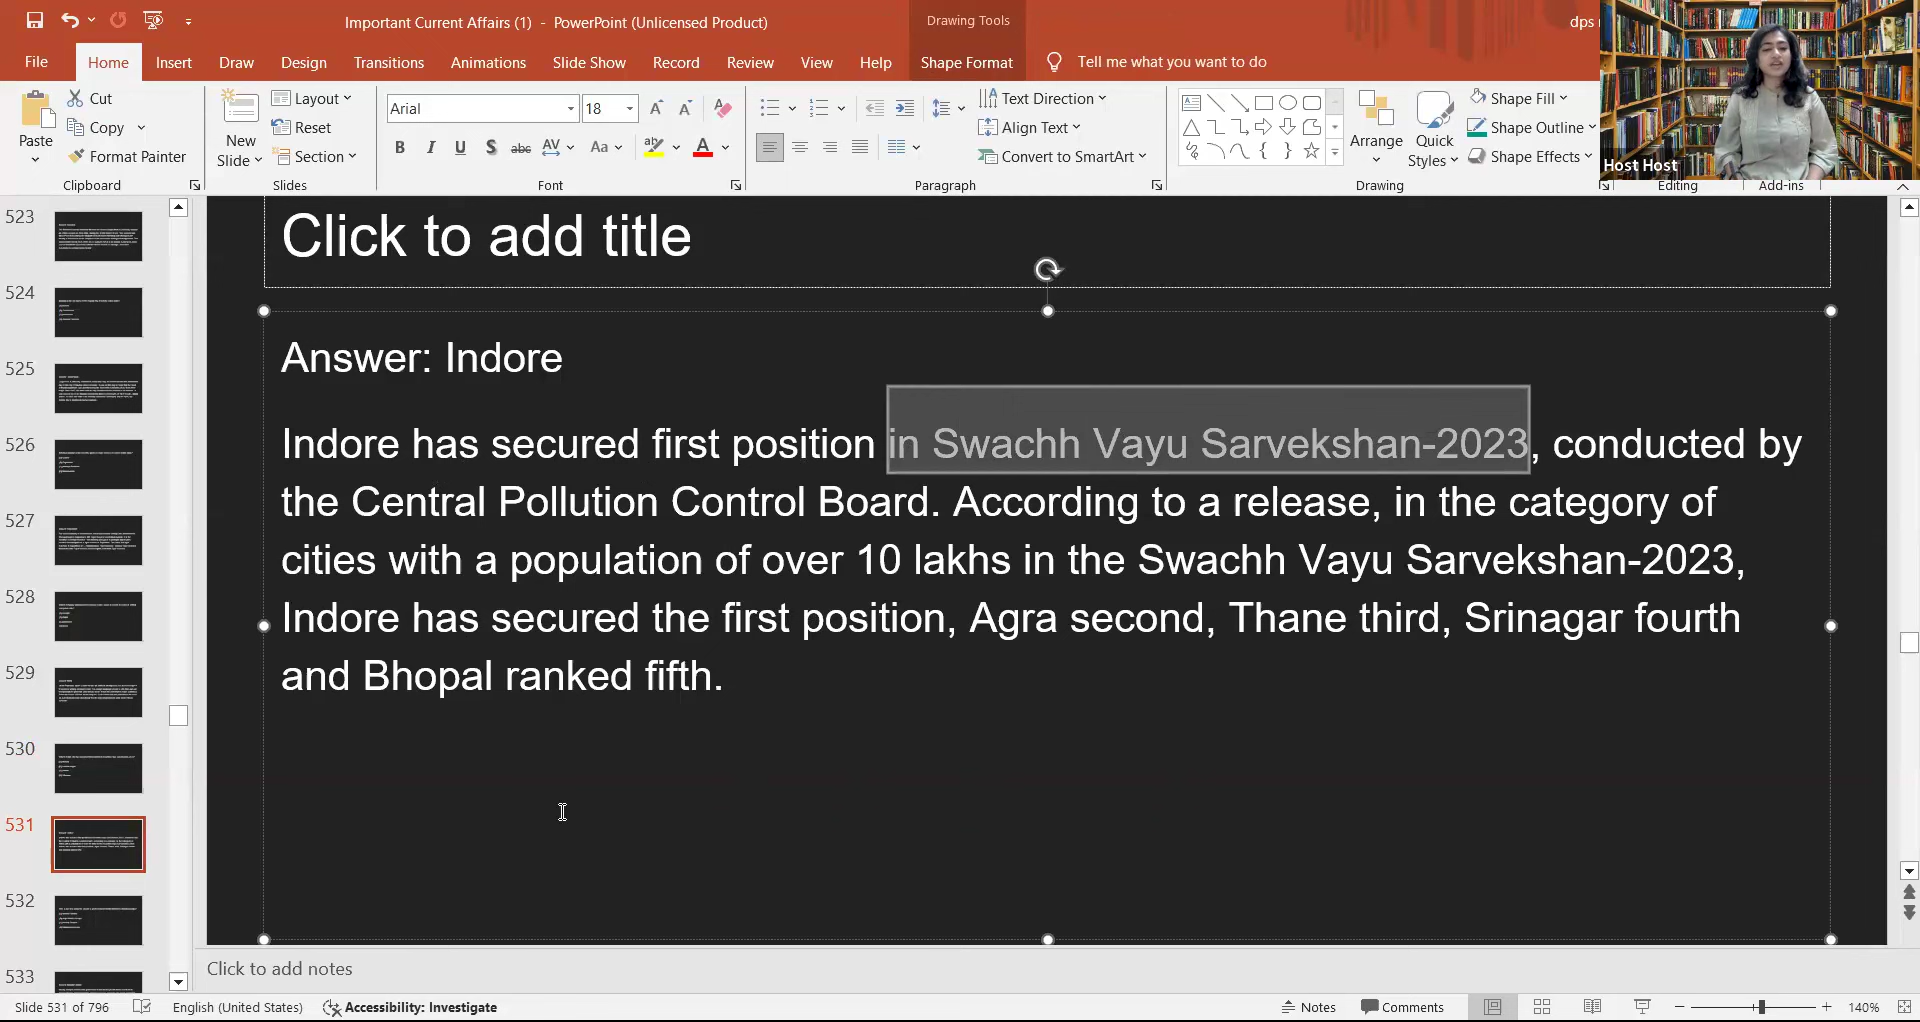 Important Current Affairs (1) - PowerPoint (Unlicensed Product)
Drawing Tools
dps
File Home Insert Draw Design Transitions Animations Slide Show Record Review View Help Shape Format Tell me what you want to do
Paste
Cut
Copy
Format Painter
Clipboard
New Slide
Layout
Reset
Section
Slides
Arial 18
B I U S abc AV Aa ab A
Font
Text Direction
Align Text
Convert to SmartArt
Paragraph
Arrange
Quick Styles
Shape Fill
Shape Outline
Shape Effects
Drawing
Editing
Add-ins
Host Host
523
524
525
526
527
528
529
530
531
532
533
Click to add title
Answer: Indore
Indore has secured first position in Swachh Vayu Sarvekshan-2023, conducted by
the Central Pollution Control Board. According to a release, in the category of
cities with a population of over 10 lakhs in the Swachh Vayu Sarvekshan-2023,
Indore has secured the first position, Agra second, Thane third, Srinagar fourth
and Bhopal ranked fifth.
Click to add notes
Slide 531 of 796 English (United States) Accessibility: Investigate Notes Comments 140%